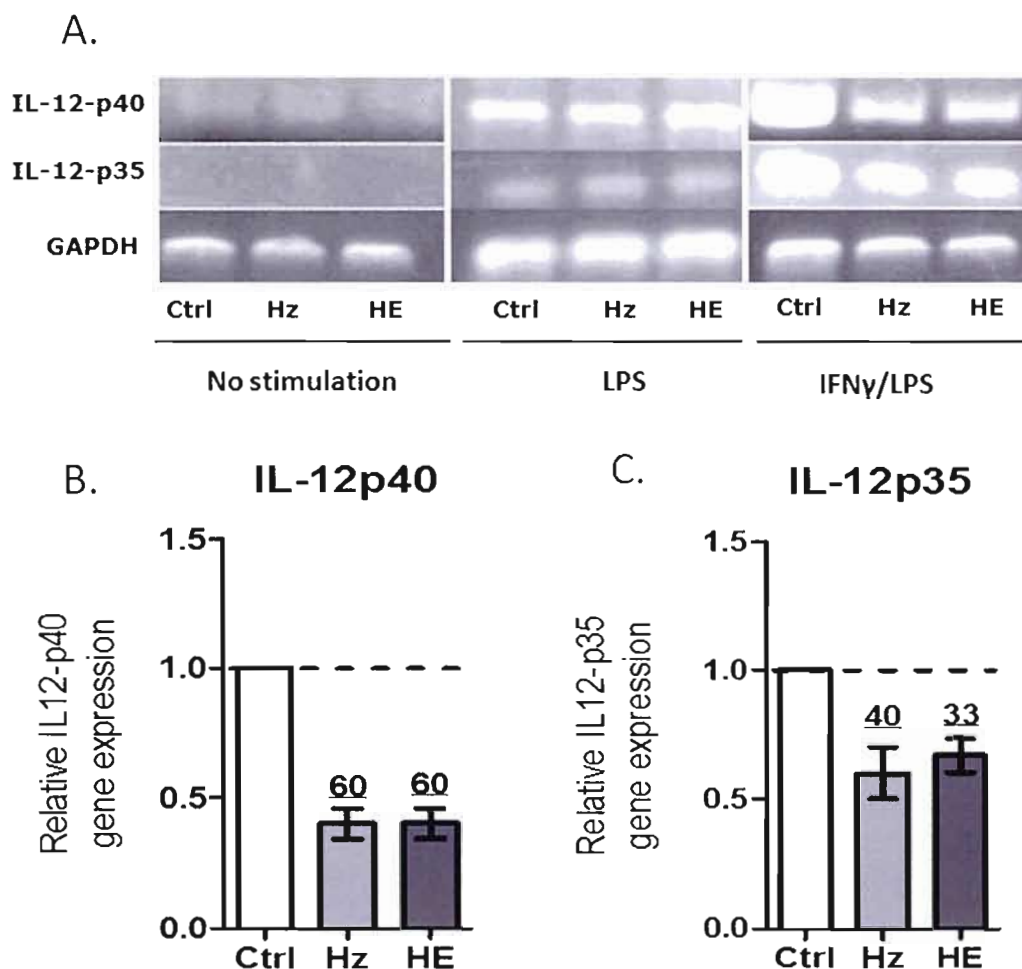 A.
IL-12-p40
IL-12-p35
GAPDH
Ctrl Hz HE Ctrl Hz HE Ctrl Hz HE
No stimulation LPS IFNγ/LPS
B. IL-12p40
Relative IL12-p40
gene expression
1.5
1.0
0.5
0.0
60 60
Ctrl Hz HE
C. IL-12p35
Relative IL12-p35
gene expression
1.5
1.0
0.5
0.0
40 33
Ctrl Hz HE